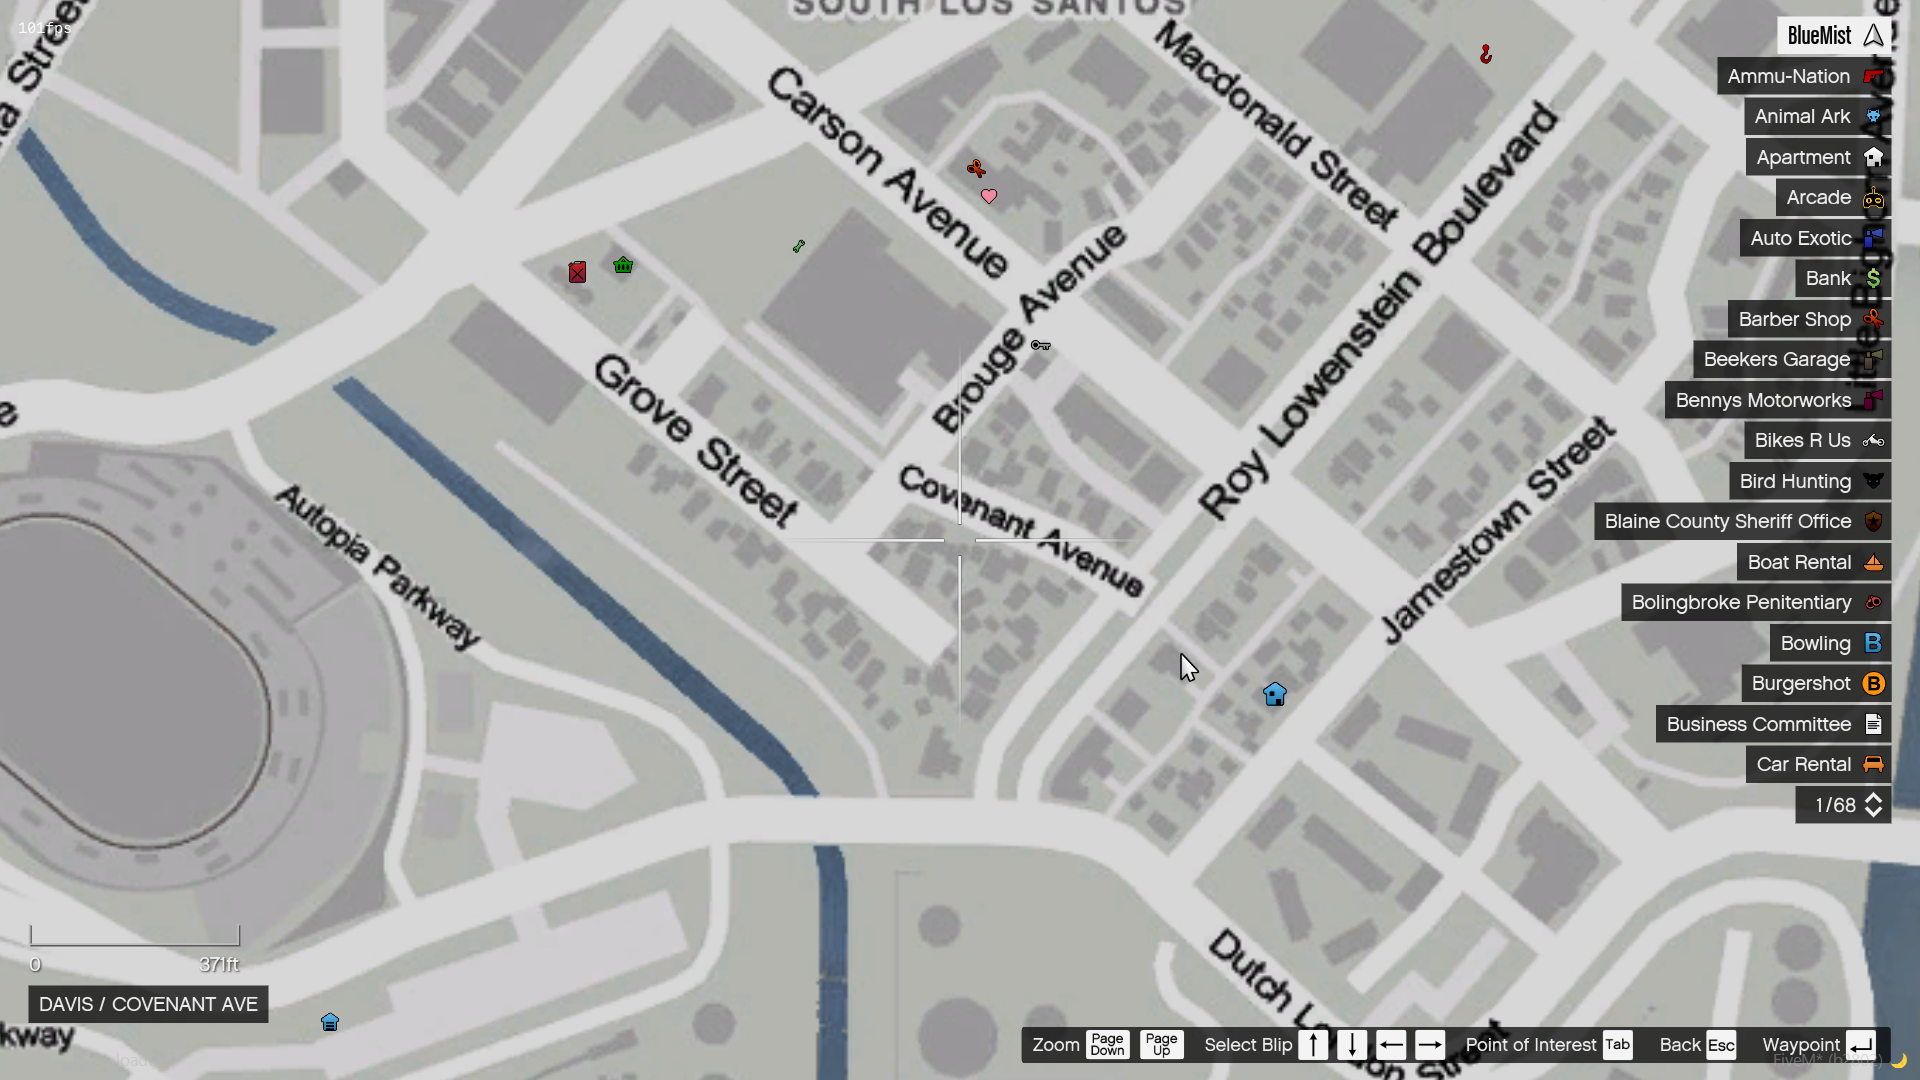 101fps
SOUTH LOS SANTOS
Macdonald Street
Carson Avenue
Brouge Avenue
Roy Lowenstein Boulevard
Grove Street
Covenant Avenue
Autopia Parkway
Jamestown Street
Dutch London Street
BlueMist
Ammu-Nation
Animal Ark
Apartment
Arcade
Auto Exotic
Bank
Barber Shop
Beekers Garage
Bennys Motorworks
Bikes R Us
Bird Hunting
Blaine County Sheriff Office
Boat Rental
Bolingbroke Penitentiary
Bowling B
Burgershot B
Business Committee
Car Rental
1/68
0 371ft
DAVIS / COVENANT AVE
kway
Zoom Page Down Page Up Select Blip Point of Interest Tab Back Esc Waypoint